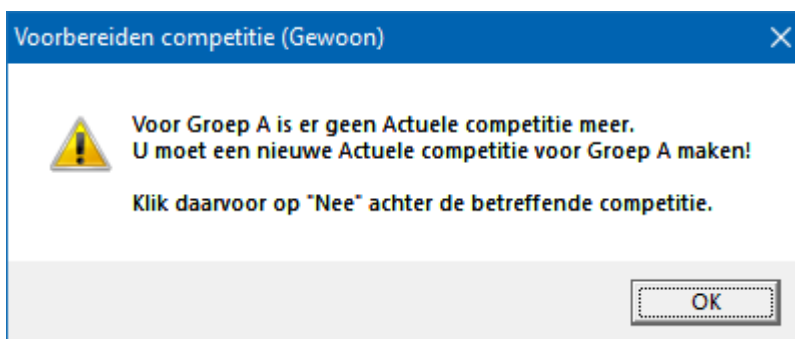 Voorbereiden competitie (Gewoon)
Voor Groep A is er geen Actuele competitie meer.
U moet een nieuwe Actuele competitie voor Groep A maken!
Klik daarvoor op "Nee" achter de betreffende competitie.
OK